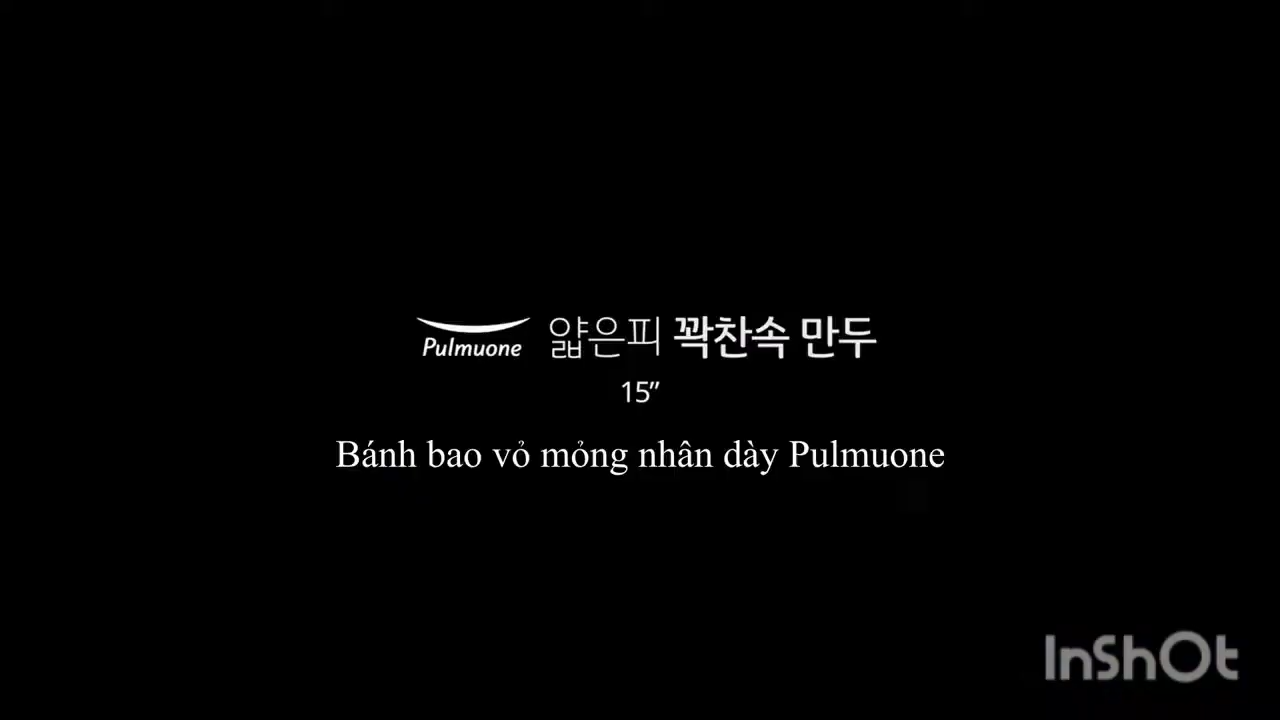 Pulmuone 얇은피 꽉찬속 만두
15”
Bánh bao vỏ mỏng nhân dày Pulmuone
InShOt